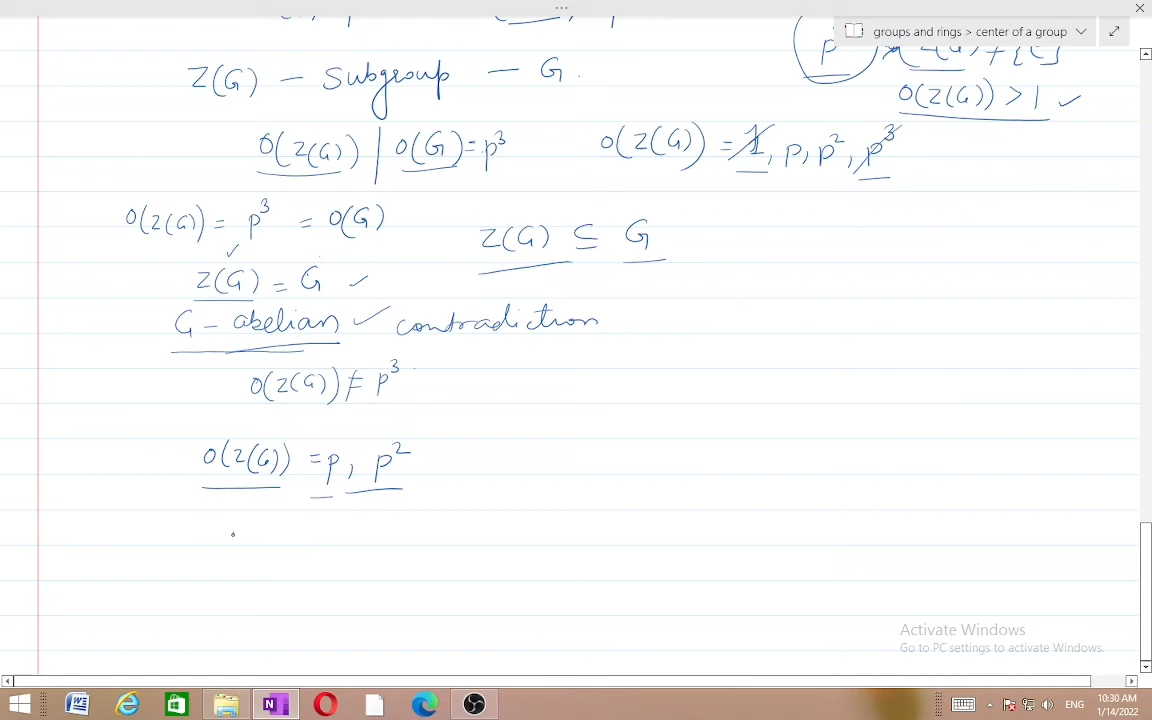 groups and rings > center of a group
Z(G) - Subgroup - G.
O(Z(G)) > 1 ✓
O(Z(G)) | O(G) = p³
O(Z(G)) = 1, p, p², p³
O(Z(G)) = p³ = O(G)
Z(G) ⊆ G
Z(G) = G ✓
G - abelian ✓ contradiction
O(Z(G)) ≠ p³
O(Z(G)) = p, p²
Activate Windows
Go to PC settings to activate Windows.
ENG
10:30 AM
1/14/2022